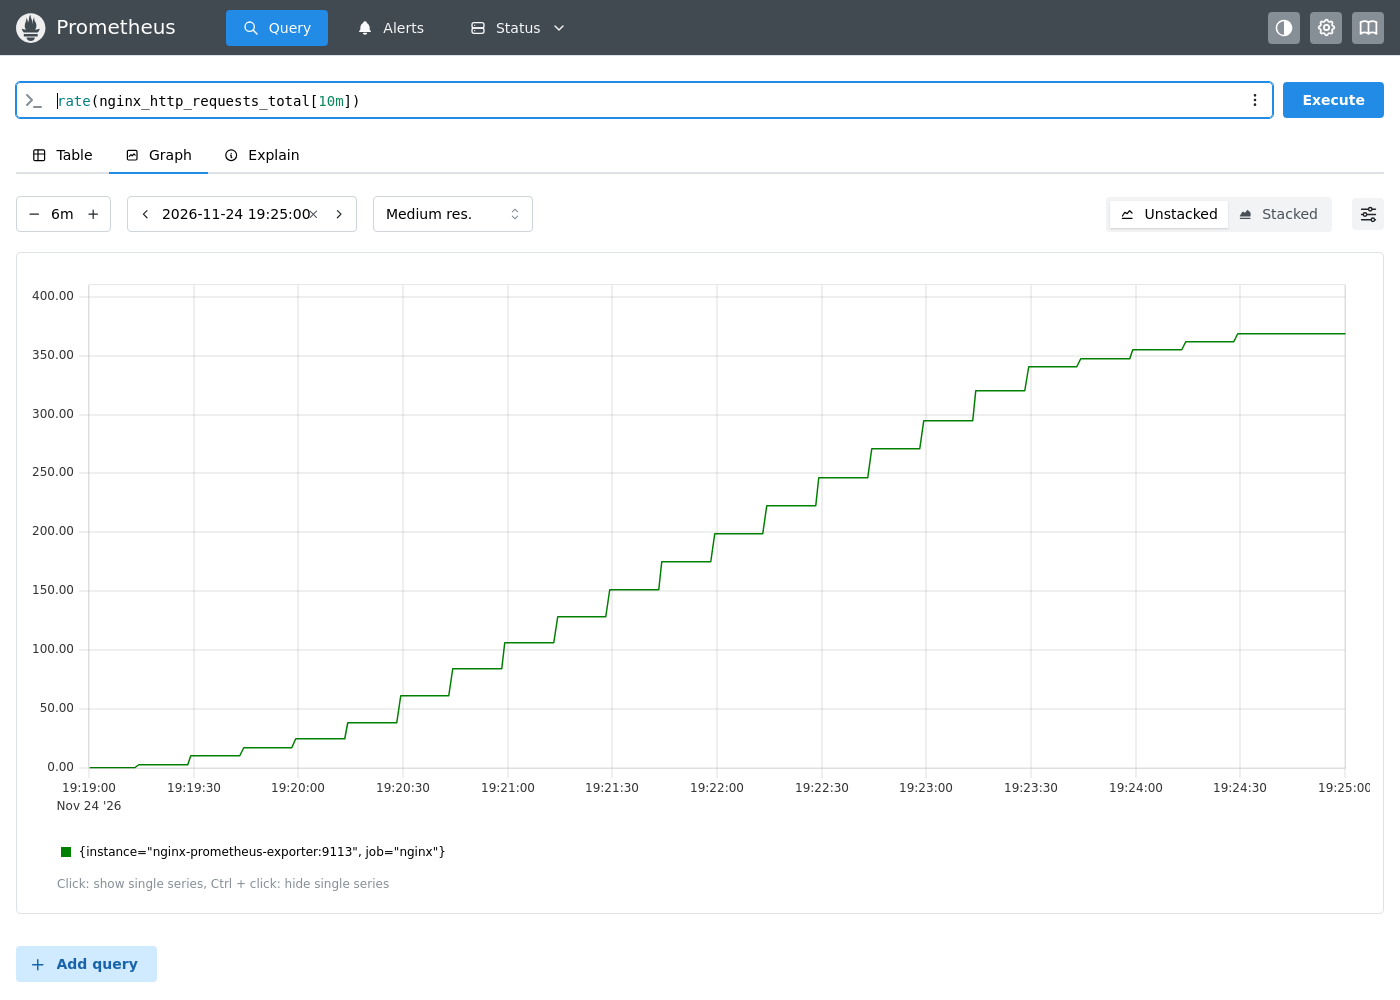 Prometheus
Query
Alerts
Status
rate(nginx_http_requests_total[10m])
Execute
Table
Graph
Explain
6m
2026-11-24 19:25:00
Medium res.
Unstacked
Stacked
400.00
350.00
300.00
250.00
200.00
150.00
100.00
50.00
0.00
19:19:00 19:19:30 19:20:00 19:20:30 19:21:00 19:21:30 19:22:00 19:22:30 19:23:00 19:23:30 19:24:00 19:24:30 19:25:00
Nov 24 '26
{instance="nginx-prometheus-exporter:9113", job="nginx"}
Click: show single series, Ctrl + click: hide single series
Add query